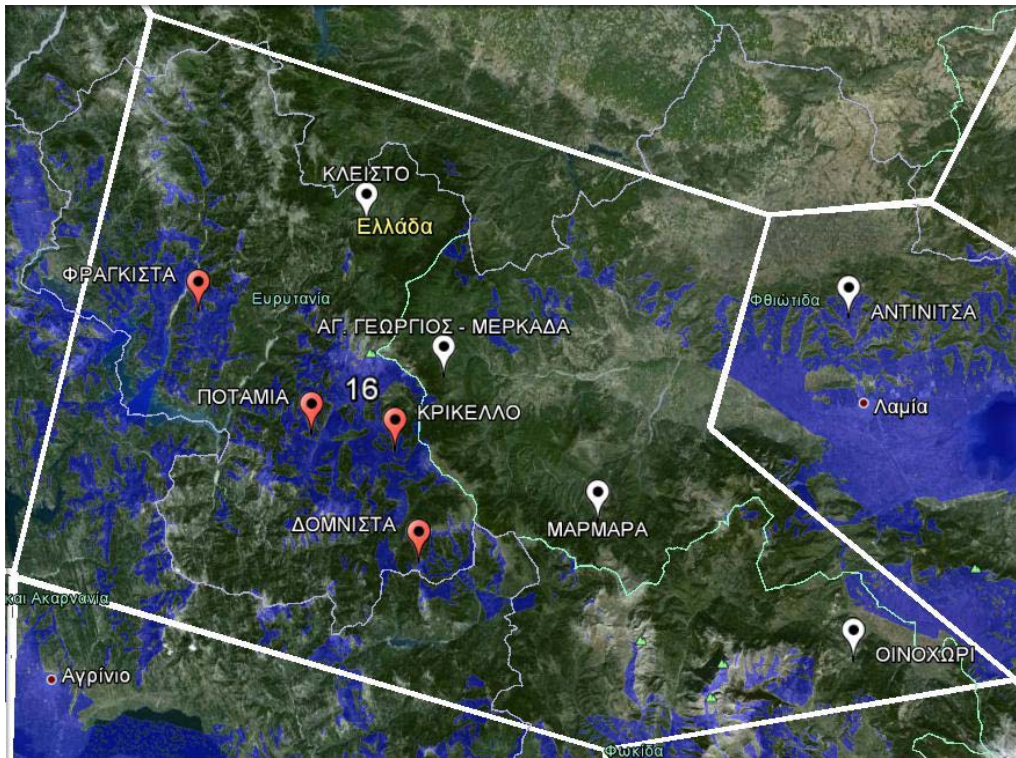 ΚΛΕΙΣΤΟ
Ελλάδα
ΦΡΑΓΚΙΣΤΑ
Ευρυτανία
Φθιώτιδα
ΑΝΤΙΝΙΤΣΑ
ΑΓ. ΓΕΩΡΓΙΟΣ - ΜΕΡΚΑΔΑ
16
ΠΟΤΑΜΙΑ
ΚΡΙΚΕΛΛΟ
Λαμία
ΔΟΜΝΙΣΤΑ
ΜΑΡΜΑΡΑ
και Ακαρνανία
ΟΙΝΟΧΩΡΙ
Αγρίνιο
Φωκίδα